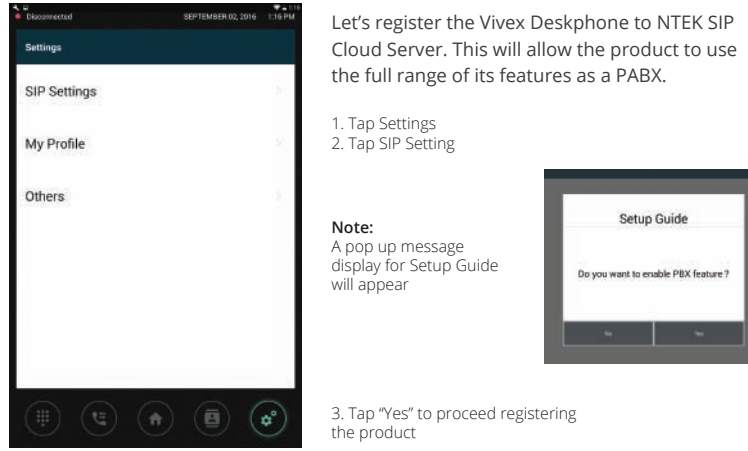 Disconnected SEPTEMBER 02, 2016 1:16 PM
Settings
SIP Settings
My Profile
Others
Let's register the Vivex Deskphone to NTEK SIP
Cloud Server. This will allow the product to use
the full range of its features as a PABX.
1. Tap Settings
2. Tap SIP Setting
Note:
A pop up message
display for Setup Guide
will appear
Setup Guide
Do you want to enable PBX feature ?
No Yes
3. Tap “Yes” to proceed registering
the product